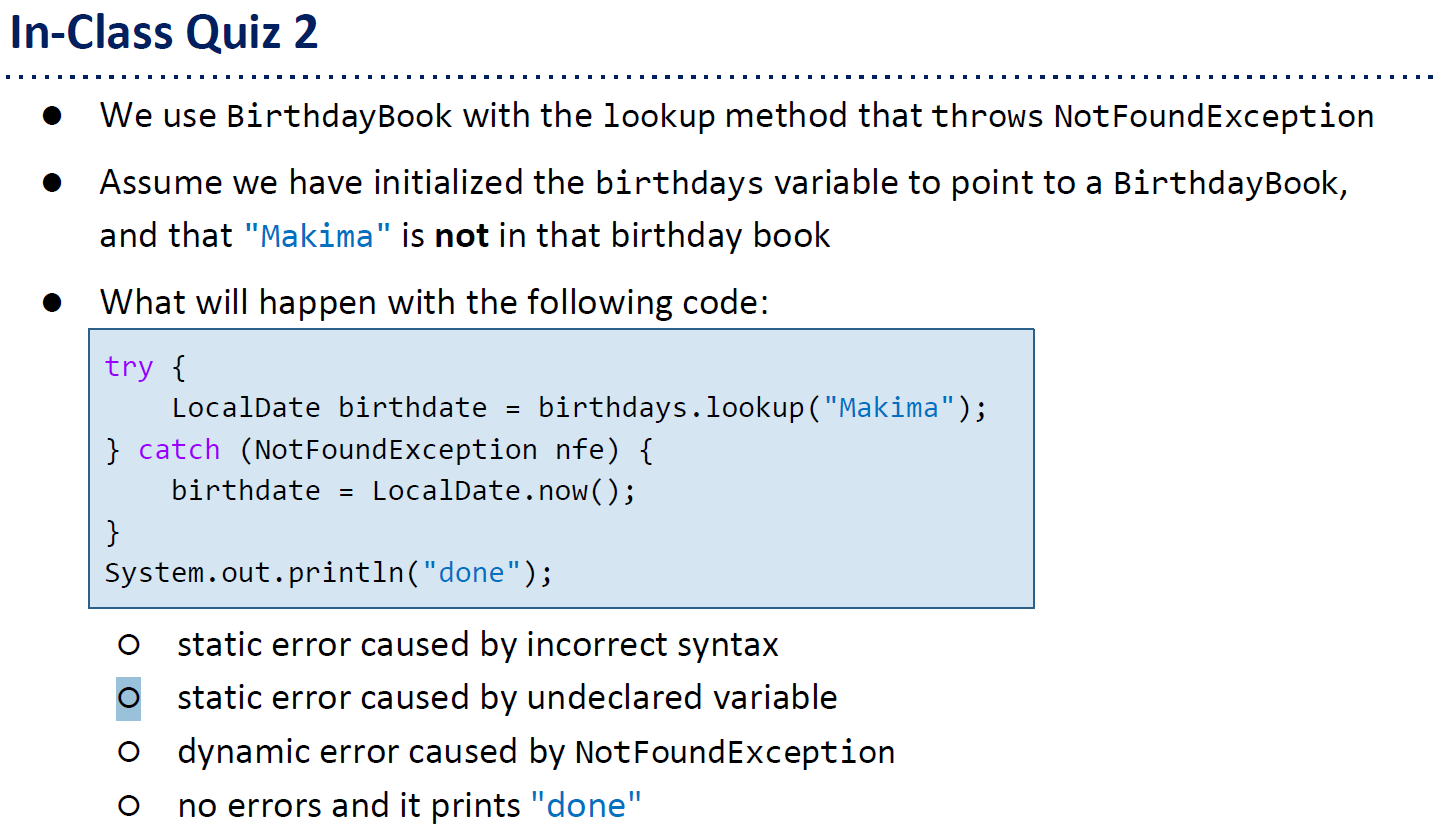 In-Class Quiz 2
● We use BirthdayBook with the lookup method that throws NotFoundException
● Assume we have initialized the birthdays variable to point to a BirthdayBook,
and that "Makima" is not in that birthday book
● What will happen with the following code:
try {
    LocalDate birthdate = birthdays.lookup("Makima");
} catch (NotFoundException nfe) {
    birthdate = LocalDate.now();
}
System.out.println("done");
○ static error caused by incorrect syntax
○ static error caused by undeclared variable
○ dynamic error caused by NotFoundException
○ no errors and it prints "done"